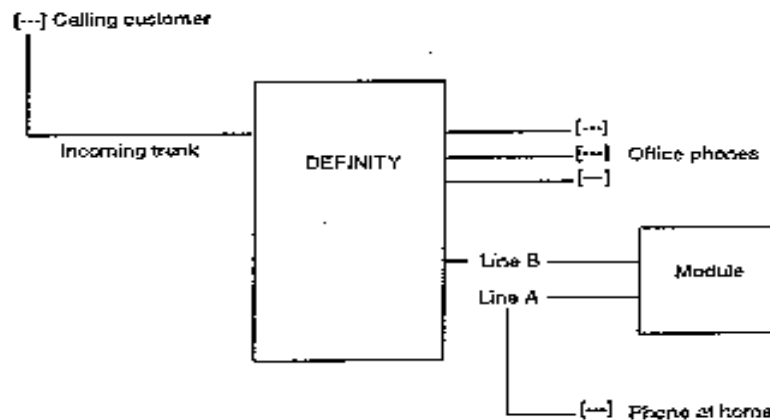 [---] Calling customer
Incoming trunk
DEFINITY
[---]
[---] Office phones
[---]
Line B
Line A
Module
[---] Phone at home